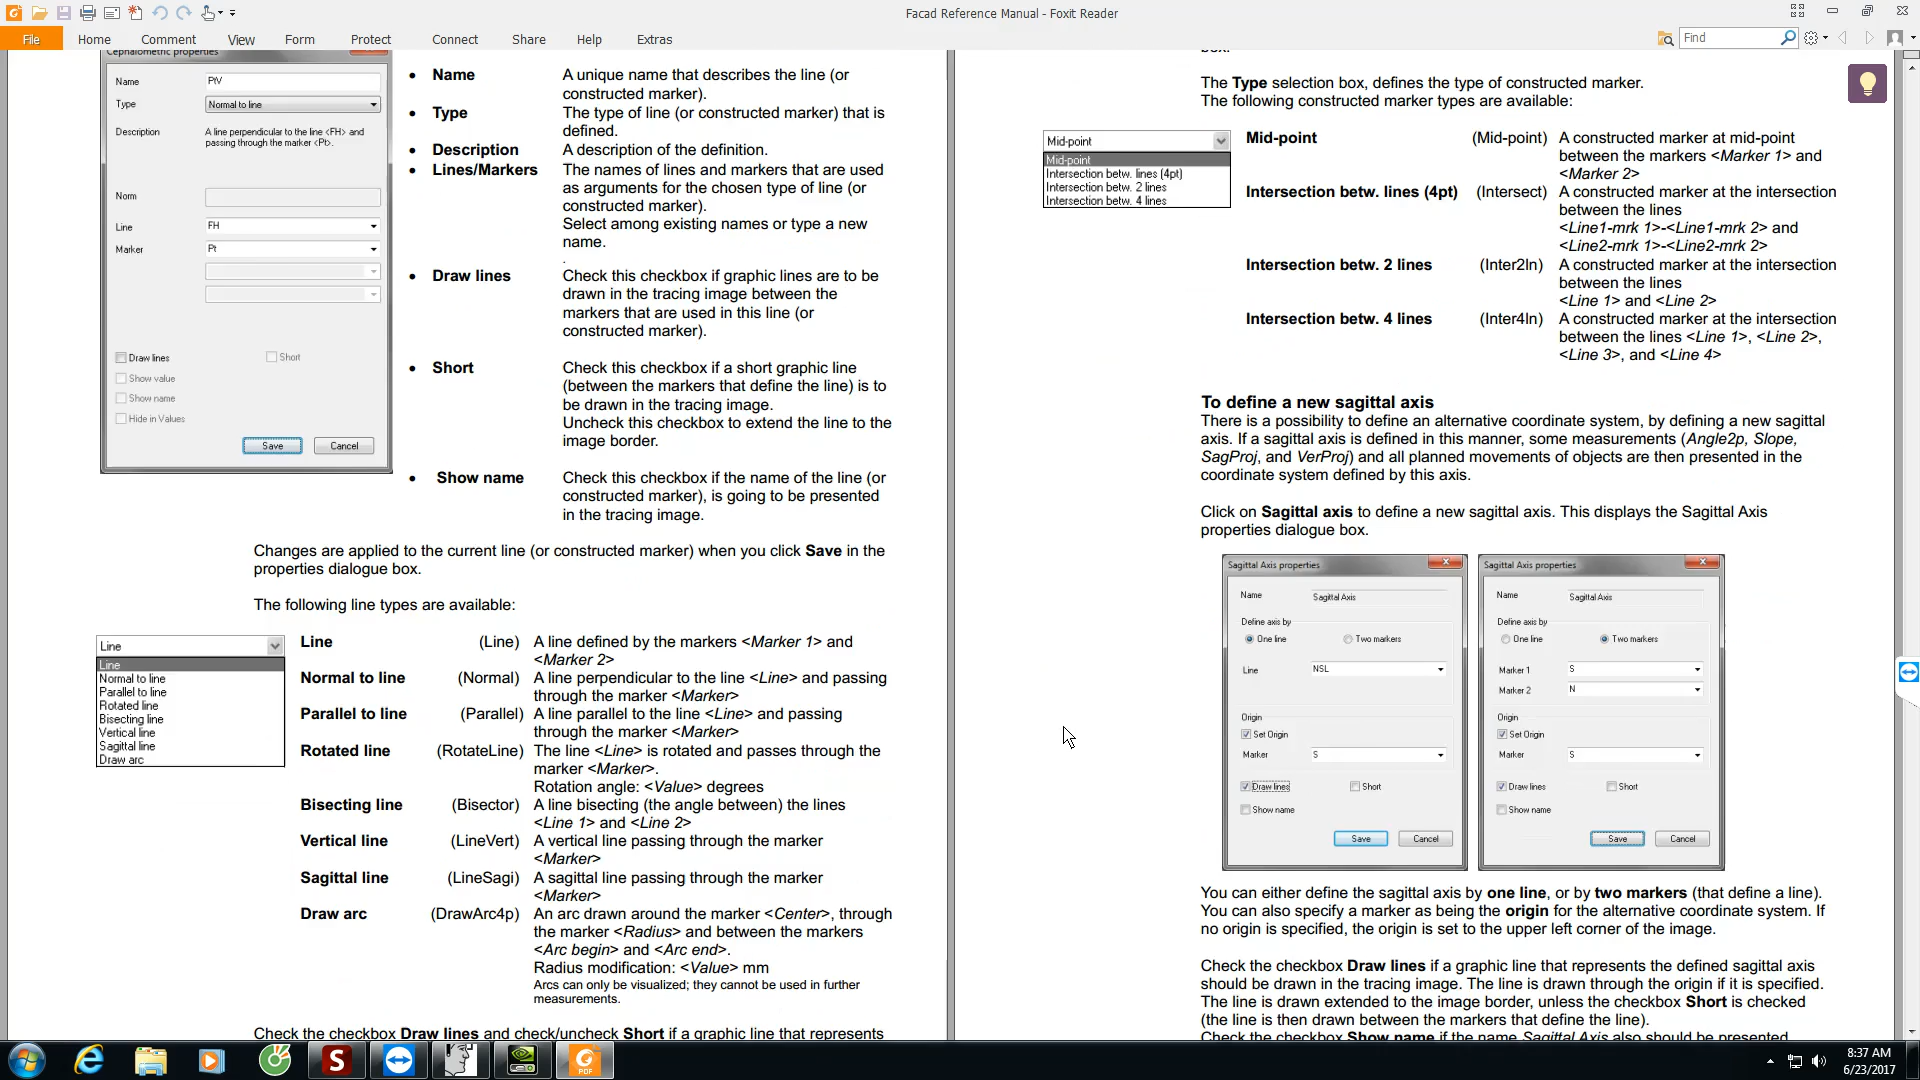 Facad Reference Manual - Foxit Reader
File Home Comment View Form Protect Connect Share Help Extras
Find
Cephalometric properties
Name PtV
Type Normal to line
Description A line perpendicular to the line <FH> and
passing through the marker <Pt>.
Norm
Line FH
Marker Pt
Draw lines Short
Show value
Show name
Hide in Values
Save Cancel
• Name A unique name that describes the line (or
constructed marker).
• Type The type of line (or constructed marker) that is
defined.
• Description A description of the definition.
• Lines/Markers The names of lines and markers that are used
as arguments for the chosen type of line (or
constructed marker).
Select among existing names or type a new
name.
.
• Draw lines Check this checkbox if graphic lines are to be
drawn in the tracing image between the
markers that are used in this line (or
constructed marker).
• Short Check this checkbox if a short graphic line
(between the markers that define the line) is to
be drawn in the tracing image.
Uncheck this checkbox to extend the line to the
image border.
• Show name Check this checkbox if the name of the line (or
constructed marker), is going to be presented
in the tracing image.
Changes are applied to the current line (or constructed marker) when you click Save in the
properties dialogue box.
The following line types are available:
Line
Line
Normal to line
Parallel to line
Rotated line
Bisecting line
Vertical line
Sagittal line
Draw arc
Line (Line) A line defined by the markers <Marker 1> and
<Marker 2>
Normal to line (Normal) A line perpendicular to the line <Line> and passing
through the marker <Marker>
Parallel to line (Parallel) A line parallel to the line <Line> and passing
through the marker <Marker>
Rotated line (RotateLine) The line <Line> is rotated and passes through the
marker <Marker>.
Rotation angle: <Value> degrees
Bisecting line (Bisector) A line bisecting (the angle between) the lines
<Line 1> and <Line 2>
Vertical line (LineVert) A vertical line passing through the marker
<Marker>
Sagittal line (LineSagi) A sagittal line passing through the marker
<Marker>
Draw arc (DrawArc4p) An arc drawn around the marker <Center>, through
the marker <Radius> and between the markers
<Arc begin> and <Arc end>.
Radius modification: <Value> mm
Arcs can only be visualized; they cannot be used in further
measurements.
Check the checkbox Draw lines and check/uncheck Short if a graphic line that represents
box.
The Type selection box, defines the type of constructed marker.
The following constructed marker types are available:
Mid-point
Mid-point
Intersection betw. lines (4pt)
Intersection betw. 2 lines
Intersection betw. 4 lines
Mid-point (Mid-point) A constructed marker at mid-point
between the markers <Marker 1> and
<Marker 2>
Intersection betw. lines (4pt) (Intersect) A constructed marker at the intersection
between the lines
<Line1-mrk 1>-<Line1-mrk 2> and
<Line2-mrk 1>-<Line2-mrk 2>
Intersection betw. 2 lines (Inter2ln) A constructed marker at the intersection
between the lines
<Line 1> and <Line 2>
Intersection betw. 4 lines (Inter4ln) A constructed marker at the intersection
between the lines <Line 1>, <Line 2>,
<Line 3>, and <Line 4>
To define a new sagittal axis
There is a possibility to define an alternative coordinate system, by defining a new sagittal
axis. If a sagittal axis is defined in this manner, some measurements (Angle2p, Slope,
SagProj, and VerProj) and all planned movements of objects are then presented in the
coordinate system defined by this axis.
Click on Sagittal axis to define a new sagittal axis. This displays the Sagittal Axis
properties dialogue box.
Sagittal Axis properties
Name Sagittal Axis
Define axis by
One line Two markers
Line NSL
Origin
Set Origin
Marker S
Draw lines Short
Show name
Save Cancel
Sagittal Axis properties
Name Sagittal Axis
Define axis by
One line Two markers
Marker 1 S
Marker 2 N
Origin
Set Origin
Marker S
Draw lines Short
Show name
Save Cancel
You can either define the sagittal axis by one line, or by two markers (that define a line).
You can also specify a marker as being the origin for the alternative coordinate system. If
no origin is specified, the origin is set to the upper left corner of the image.
Check the checkbox Draw lines if a graphic line that represents the defined sagittal axis
should be drawn in the tracing image. The line is drawn through the origin if it is specified.
The line is drawn extended to the image border, unless the checkbox Short is checked
(the line is then drawn between the markers that define the line).
Check the checkbox Show name if the name Sagittal Axis also should be presented
8:37 AM
6/23/2017